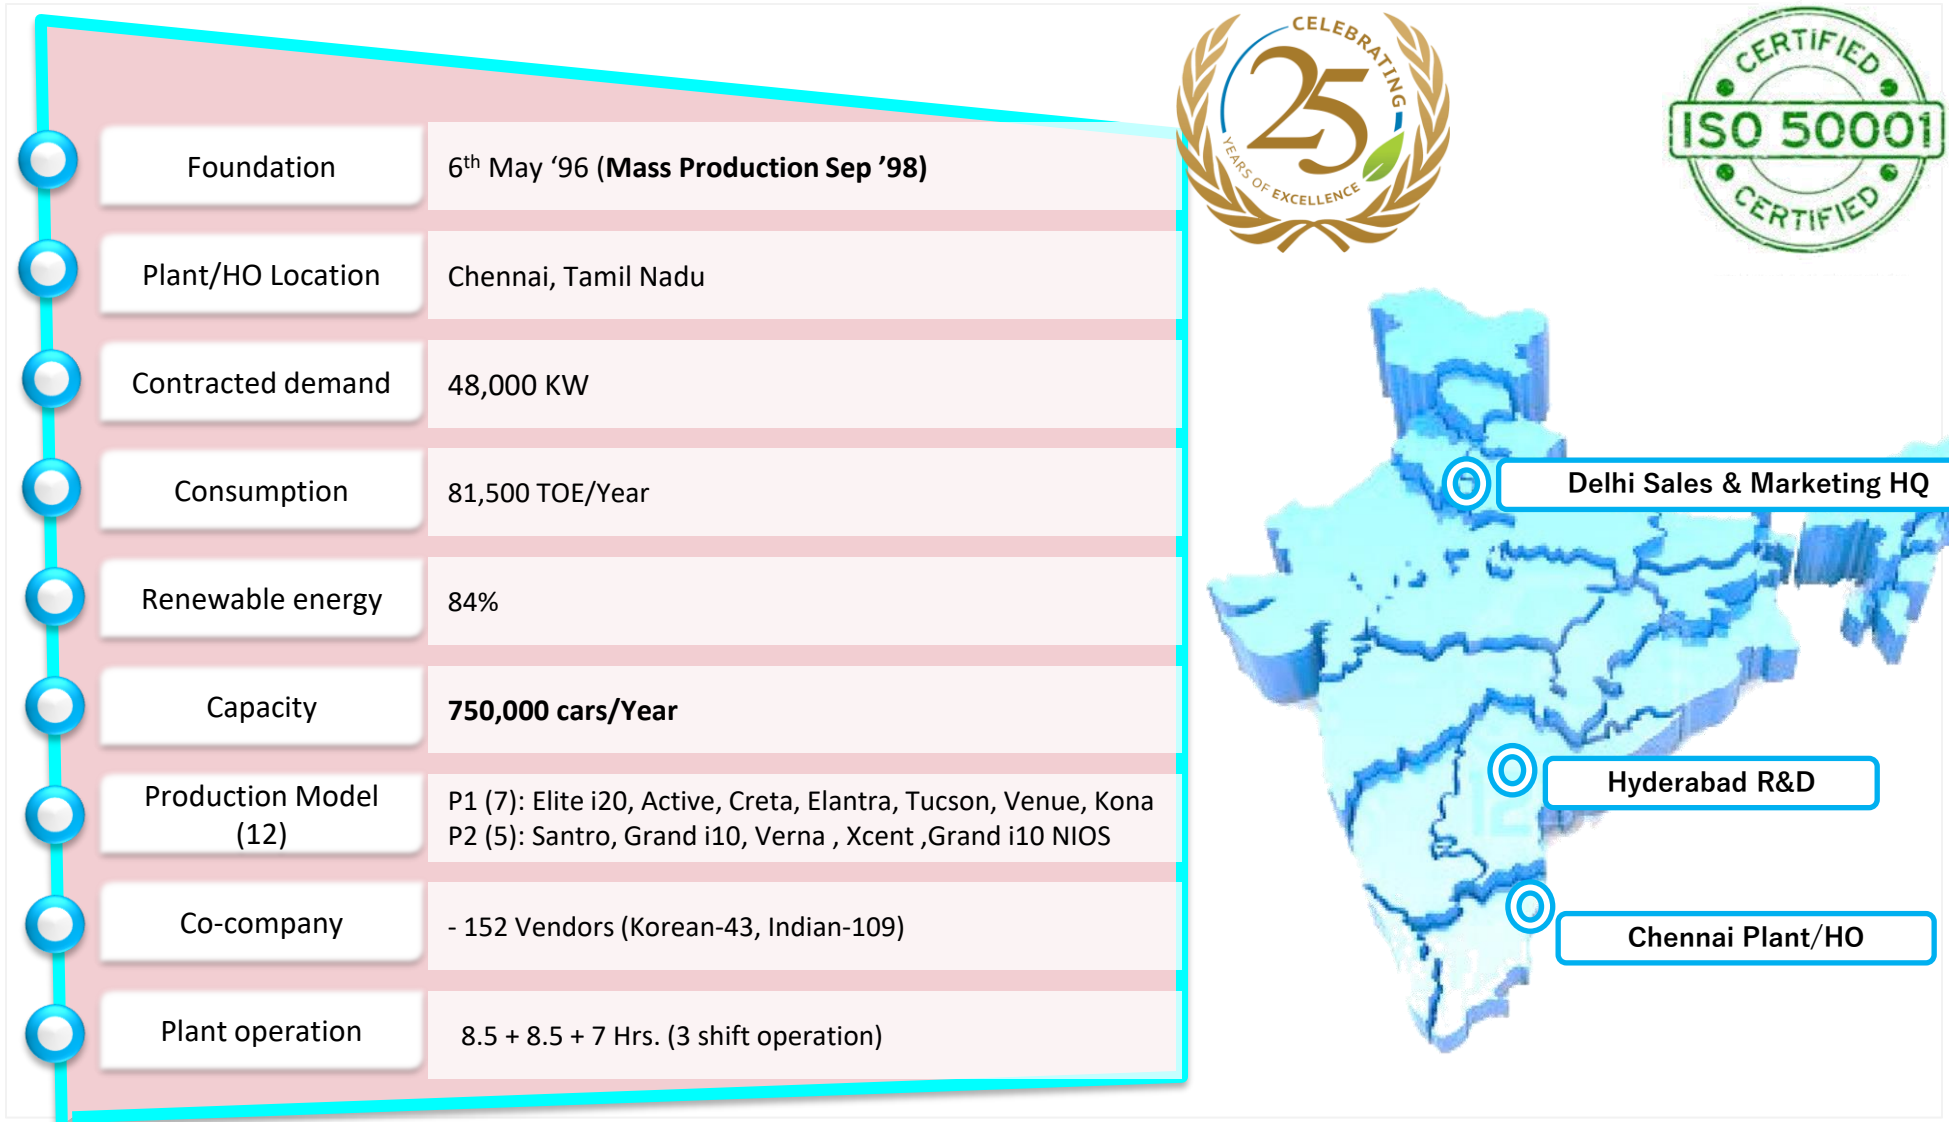 Foundation
6th May ‘96 (Mass Production Sep ’98)
Plant/HO Location
Chennai, Tamil Nadu
Contracted demand
48,000 KW
Consumption
81,500 TOE/Year
Renewable energy
84%
Capacity
750,000 cars/Year
Production Model
(12)
P1 (7): Elite i20, Active, Creta, Elantra, Tucson, Venue, Kona
P2 (5): Santro, Grand i10, Verna , Xcent ,Grand i10 NIOS
Co-company
- 152 Vendors (Korean-43, Indian-109)
Plant operation
8.5 + 8.5 + 7 Hrs. (3 shift operation)
CELEBRATING
25
YEARS OF EXCELLENCE
CERTIFIED
ISO 50001
CERTIFIED
Delhi Sales & Marketing HQ
Hyderabad R&D
Chennai Plant/HO